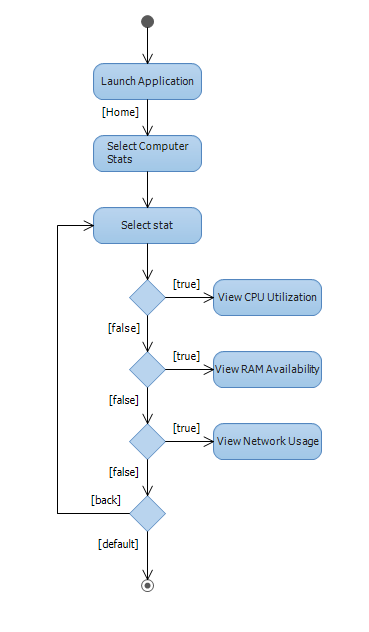 Launch Application
[Home]
Select Computer
Stats
Select stat
[true]
View CPU Utilization
[false]
[true]
View RAM Availability
[false]
[true]
View Network Usage
[false]
[back]
[default]